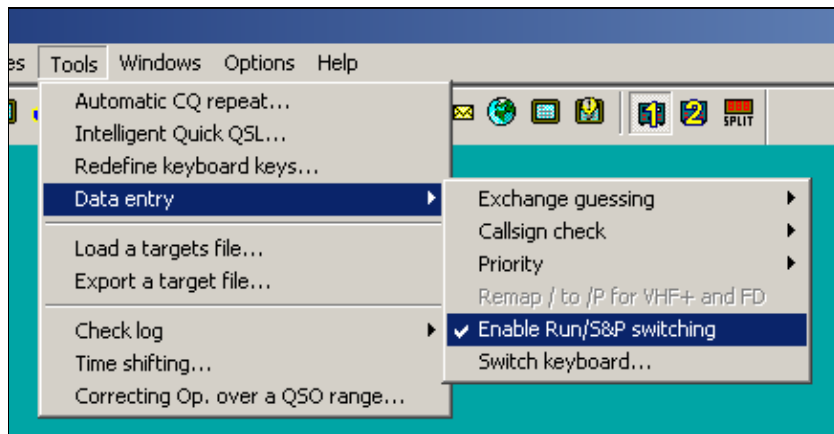 es Tools Windows Options Help
Automatic CQ repeat...
Intelligent Quick QSL...
Redefine keyboard keys...
Data entry
Load a targets file...
Export a target file...
Check log
Time shifting...
Correcting Op. over a QSO range...
1 2 SPLIT
Exchange guessing
Callsign check
Priority
Remap / to /P for VHF+ and FD
Enable Run/S&P switching
Switch keyboard...